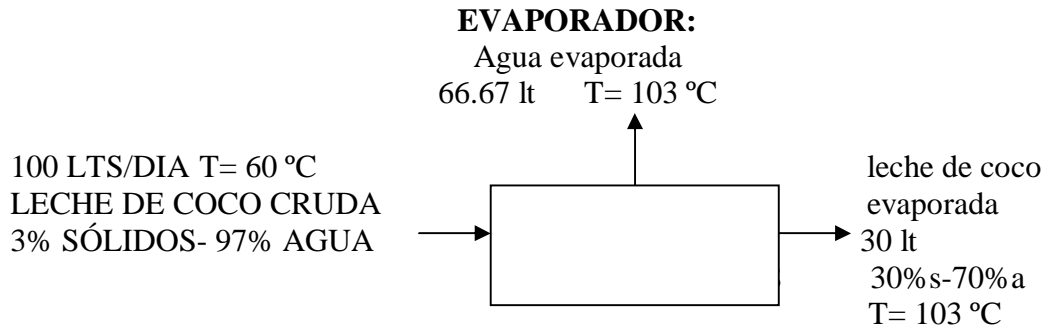 EVAPORADOR:
Agua evaporada
66.67 lt T= 103 ºC
100 LTS/DIA T= 60 ºC
LECHE DE COCO CRUDA
3% SÓLIDOS- 97% AGUA
leche de coco
evaporada
30 lt
30%s-70%a
T= 103 ºC